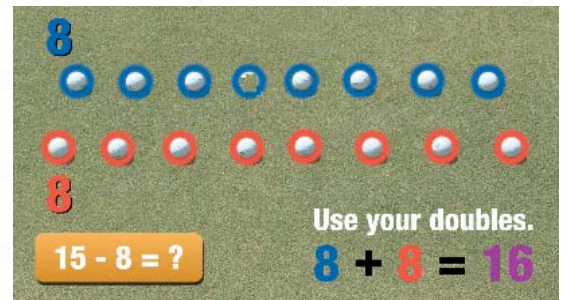 8
8
15 - 8 = ?
Use your doubles.
8 + 8 = 16